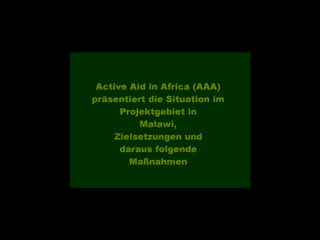 Active Aid in Africa (AAA)
präsentiert die Situation im
Projektgebiet in
Malawi,
Zielsetzungen und
daraus folgende
Maßnahmen